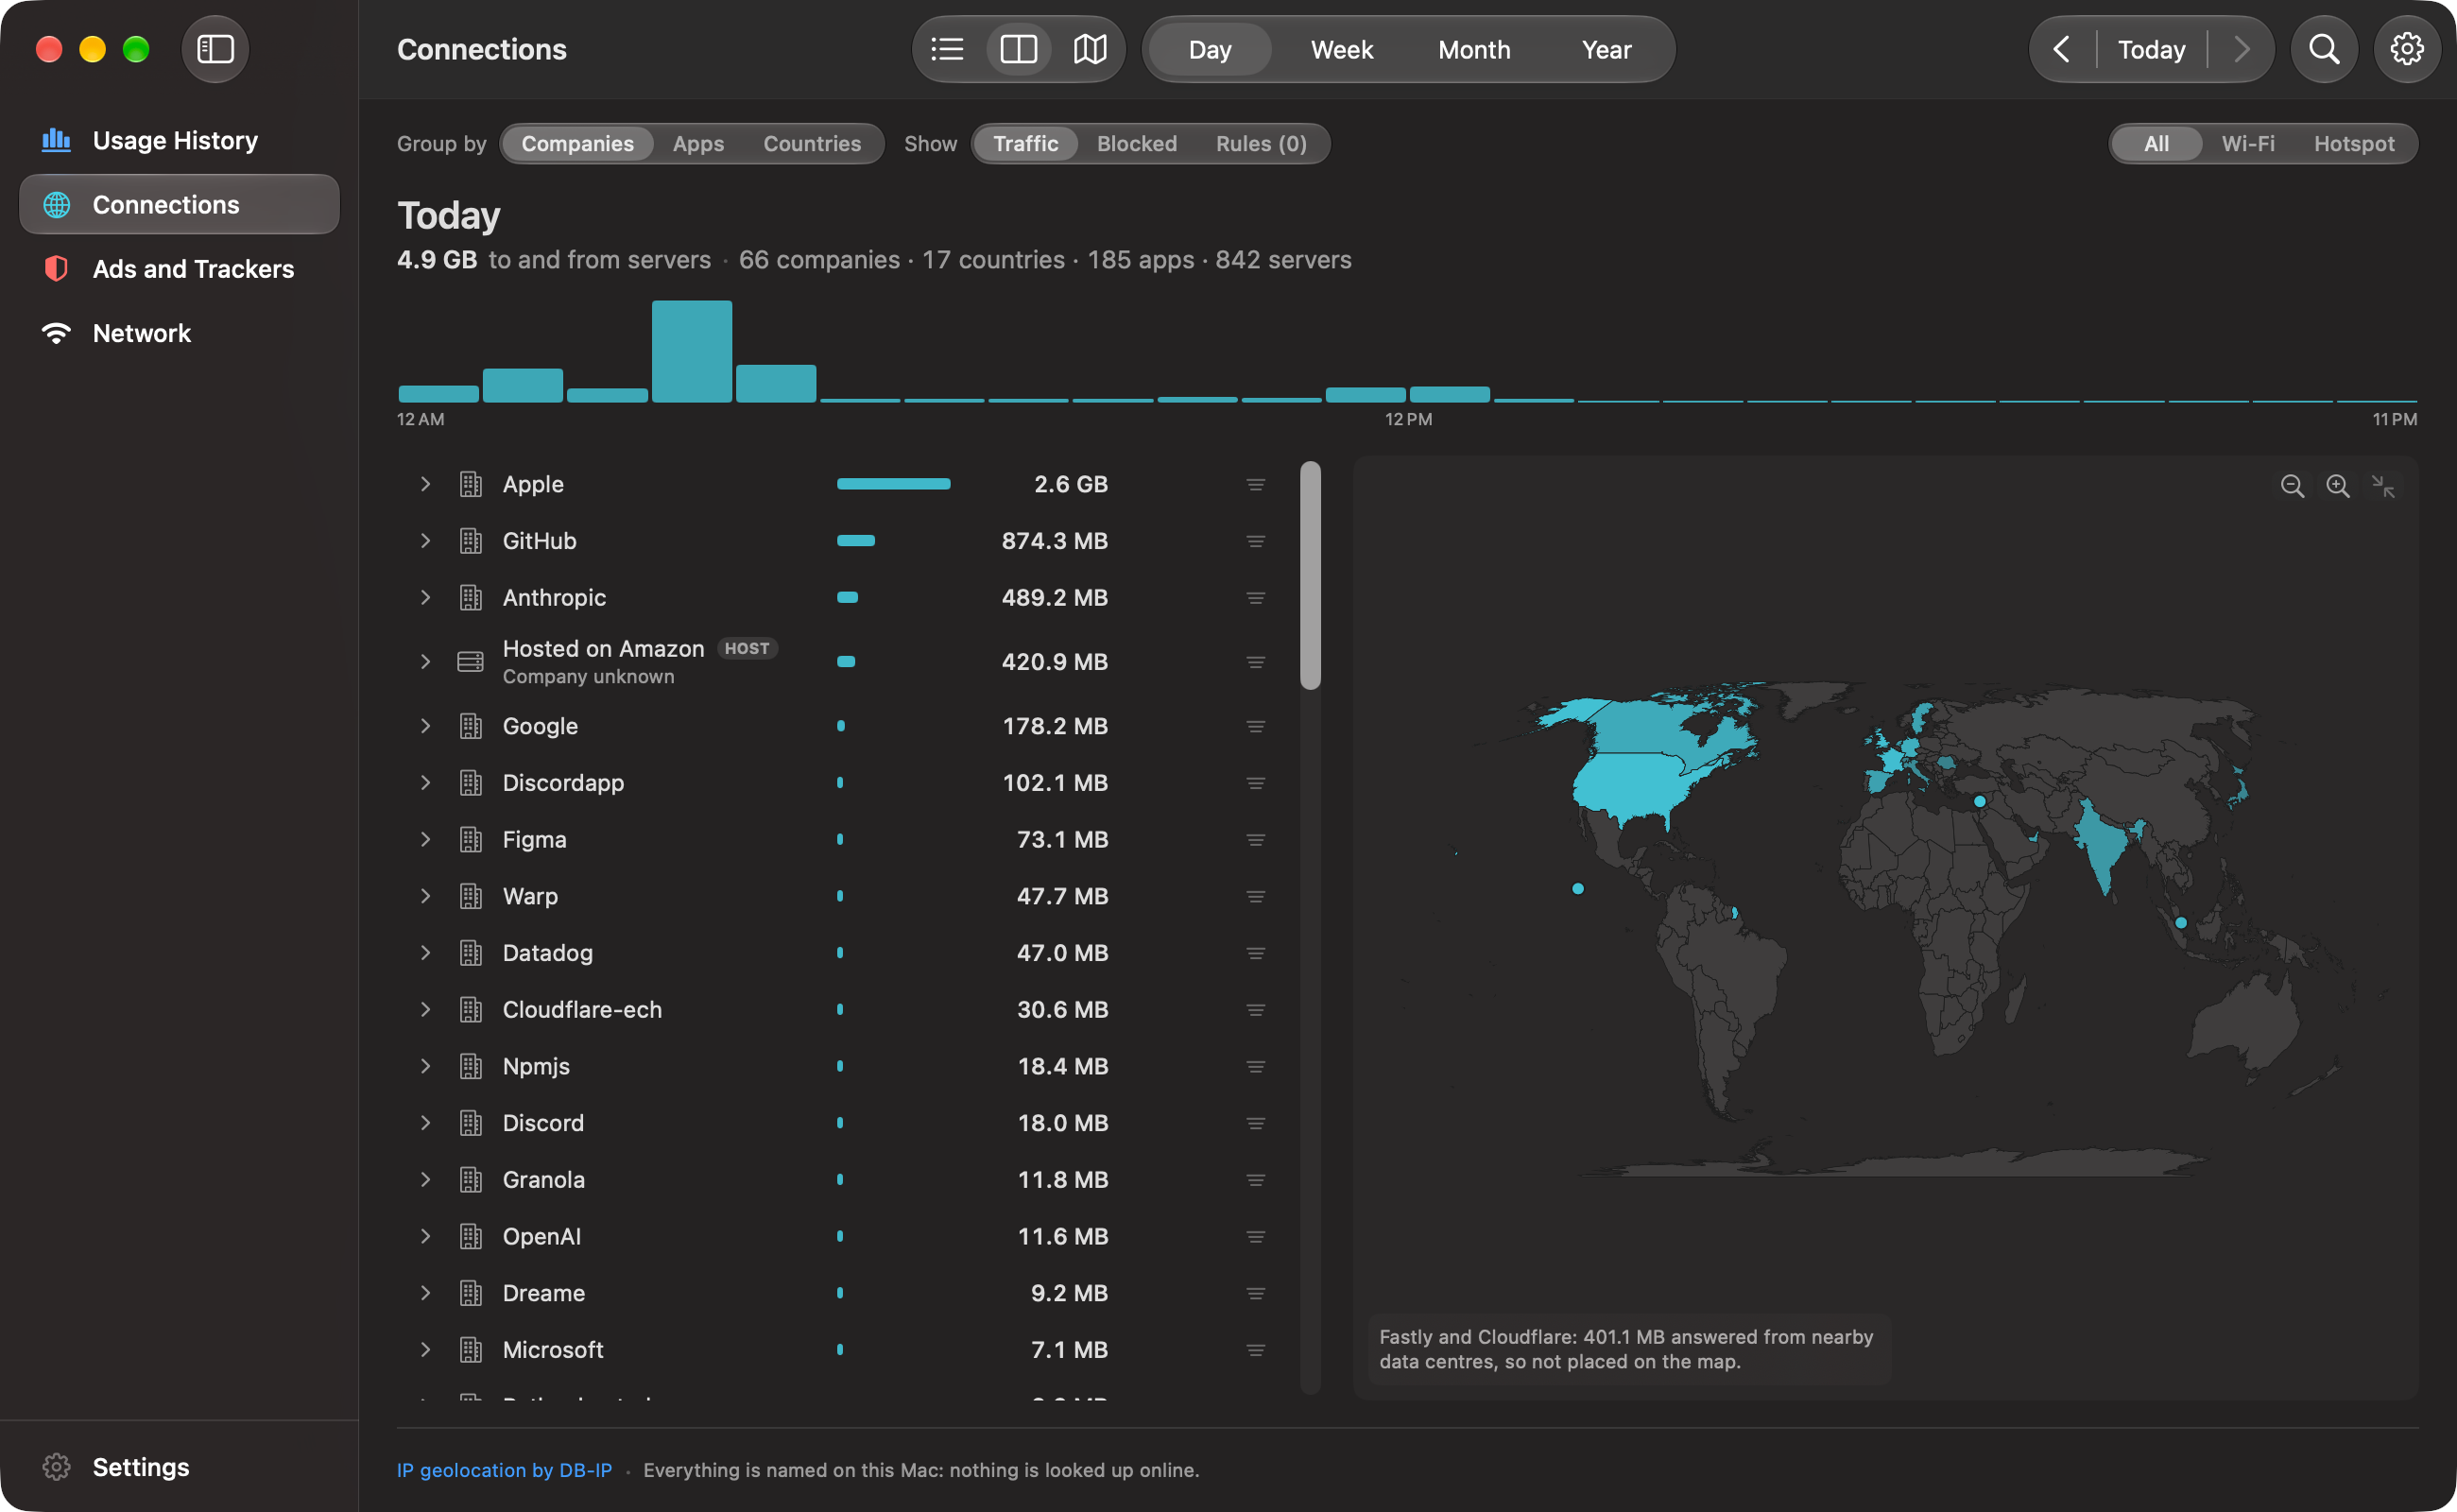 Connections
Day Week Month Year
Today
Usage History
Connections
Ads and Trackers
Network
Settings
Group by Companies Apps Countries Show Traffic Blocked Rules (0)
All Wi-Fi Hotspot
Today
4.9 GB to and from servers · 66 companies · 17 countries · 185 apps · 842 servers
12 AM 12 PM 11 PM
Apple 2.6 GB
GitHub 874.3 MB
Anthropic 489.2 MB
Hosted on Amazon HOST 420.9 MB
Company unknown
Google 178.2 MB
Discordapp 102.1 MB
Figma 73.1 MB
Warp 47.7 MB
Datadog 47.0 MB
Cloudflare-ech 30.6 MB
Npmjs 18.4 MB
Discord 18.0 MB
Granola 11.8 MB
OpenAI 11.6 MB
Dreame 9.2 MB
Microsoft 7.1 MB
Fastly and Cloudflare: 401.1 MB answered from nearby
data centres, so not placed on the map.
IP geolocation by DB-IP · Everything is named on this Mac: nothing is looked up online.